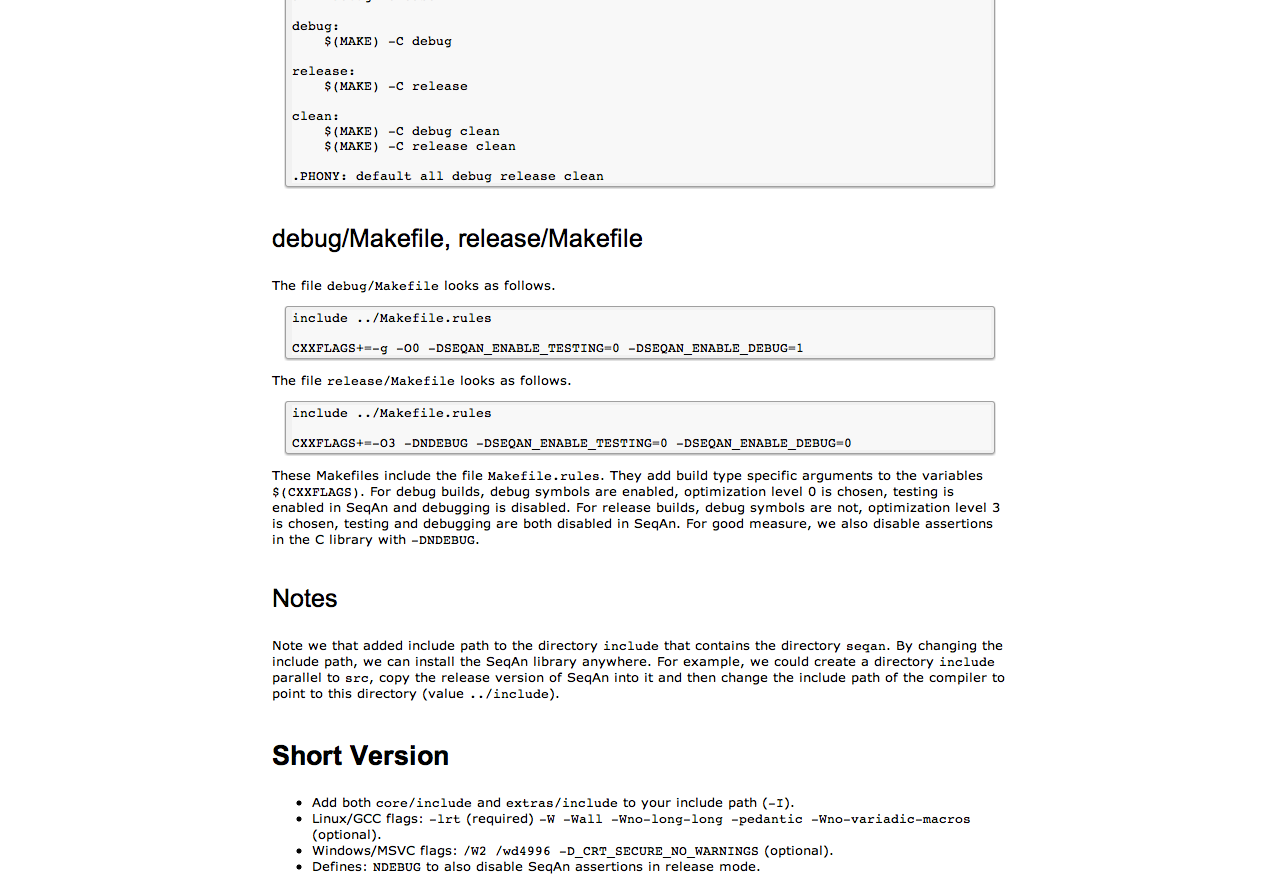 debug:
$(MAKE) -C debug
release:
$(MAKE) -C release
clean:
$(MAKE) -C debug clean
$(MAKE) -C release clean
.PHONY: default all debug release clean
debug/Makefile, release/Makefile
The file debug/Makefile looks as follows.
include ../Makefile.rules
CXXFLAGS+=-g -O0 -DSEQAN_ENABLE_TESTING=0 -DSEQAN_ENABLE_DEBUG=1
The file release/Makefile looks as follows.
include ../Makefile.rules
CXXFLAGS+=-O3 -DNDEBUG -DSEQAN_ENABLE_TESTING=0 -DSEQAN_ENABLE_DEBUG=0
These Makefiles include the file Makefile.rules. They add build type specific arguments to the variables
$(CXXFLAGS). For debug builds, debug symbols are enabled, optimization level 0 is chosen, testing is
enabled in SeqAn and debugging is disabled. For release builds, debug symbols are not, optimization level 3
is chosen, testing and debugging are both disabled in SeqAn. For good measure, we also disable assertions
in the C library with -DNDEBUG.
Notes
Note we that added include path to the directory include that contains the directory seqan. By changing the
include path, we can install the SeqAn library anywhere. For example, we could create a directory include
parallel to src, copy the release version of SeqAn into it and then change the include path of the compiler to
point to this directory (value ../include).
Short Version
• Add both core/include and extras/include to your include path (-I).
• Linux/GCC flags: -lrt (required) -W -Wall -Wno-long-long -pedantic -Wno-variadic-macros
(optional).
• Windows/MSVC flags: /W2 /wd4996 -D_CRT_SECURE_NO_WARNINGS (optional).
• Defines: NDEBUG to also disable SeqAn assertions in release mode.